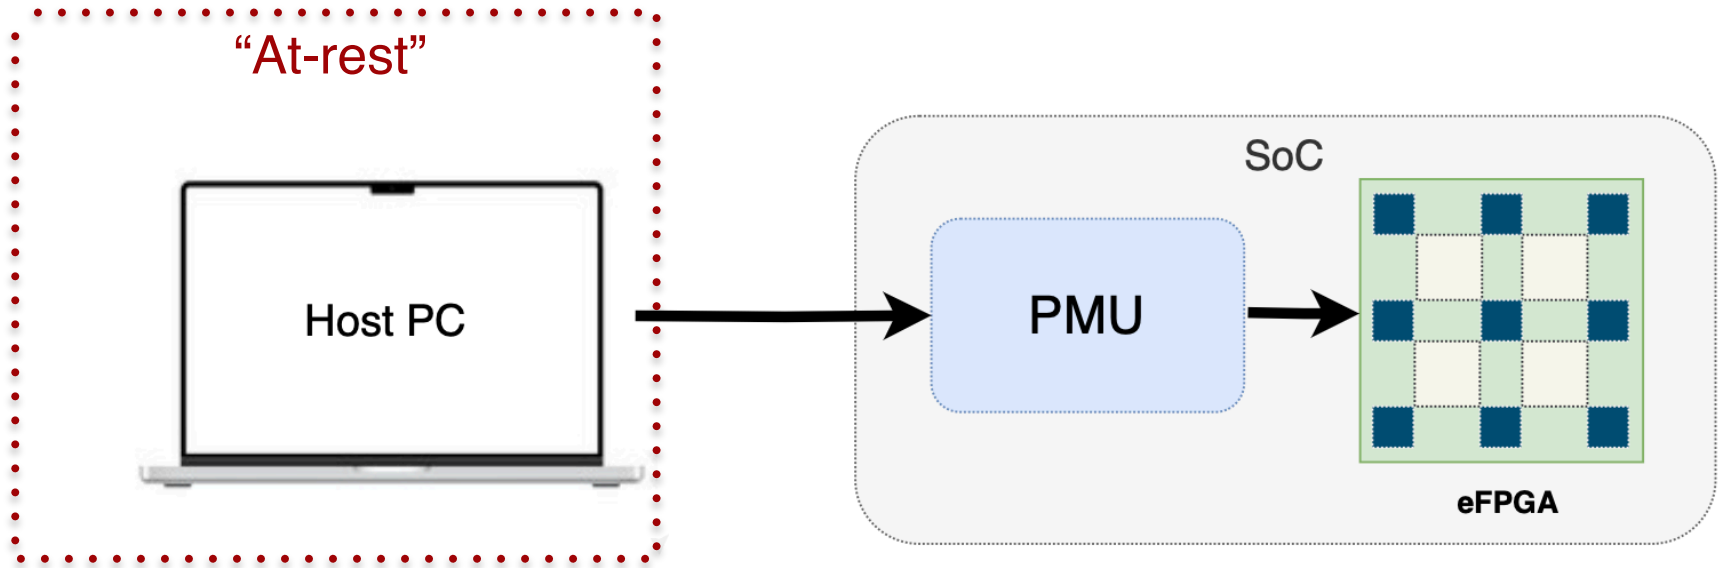 “At-rest”
SoC
Host PC
PMU
eFPGA